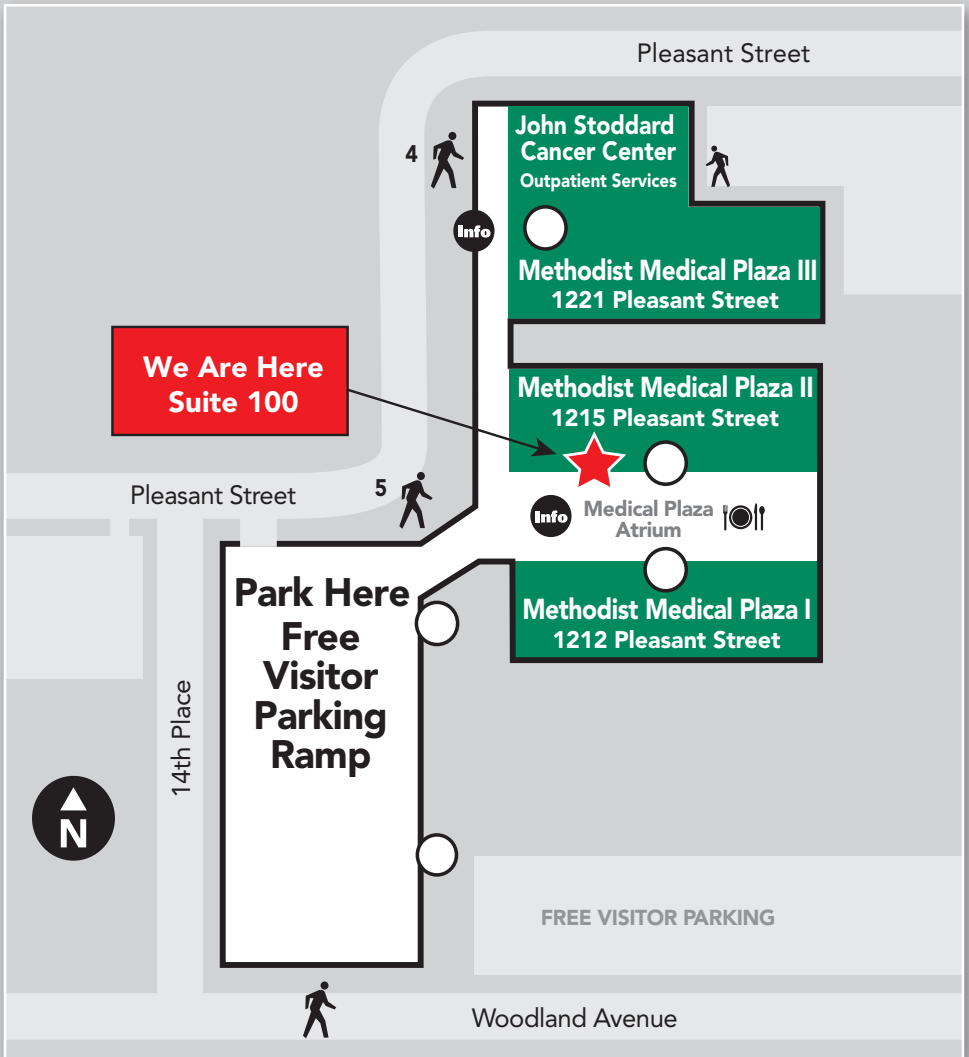 Pleasant Street
John Stoddard
Cancer Center
Outpatient Services
4
Info
Methodist Medical Plaza III
1221 Pleasant Street
We Are Here
Suite 100
Methodist Medical Plaza II
1215 Pleasant Street
Pleasant Street
5
Info
Medical Plaza
Atrium
Park Here
Free
Visitor
Parking
Ramp
Methodist Medical Plaza I
1212 Pleasant Street
14th Place
N
FREE VISITOR PARKING
Woodland Avenue